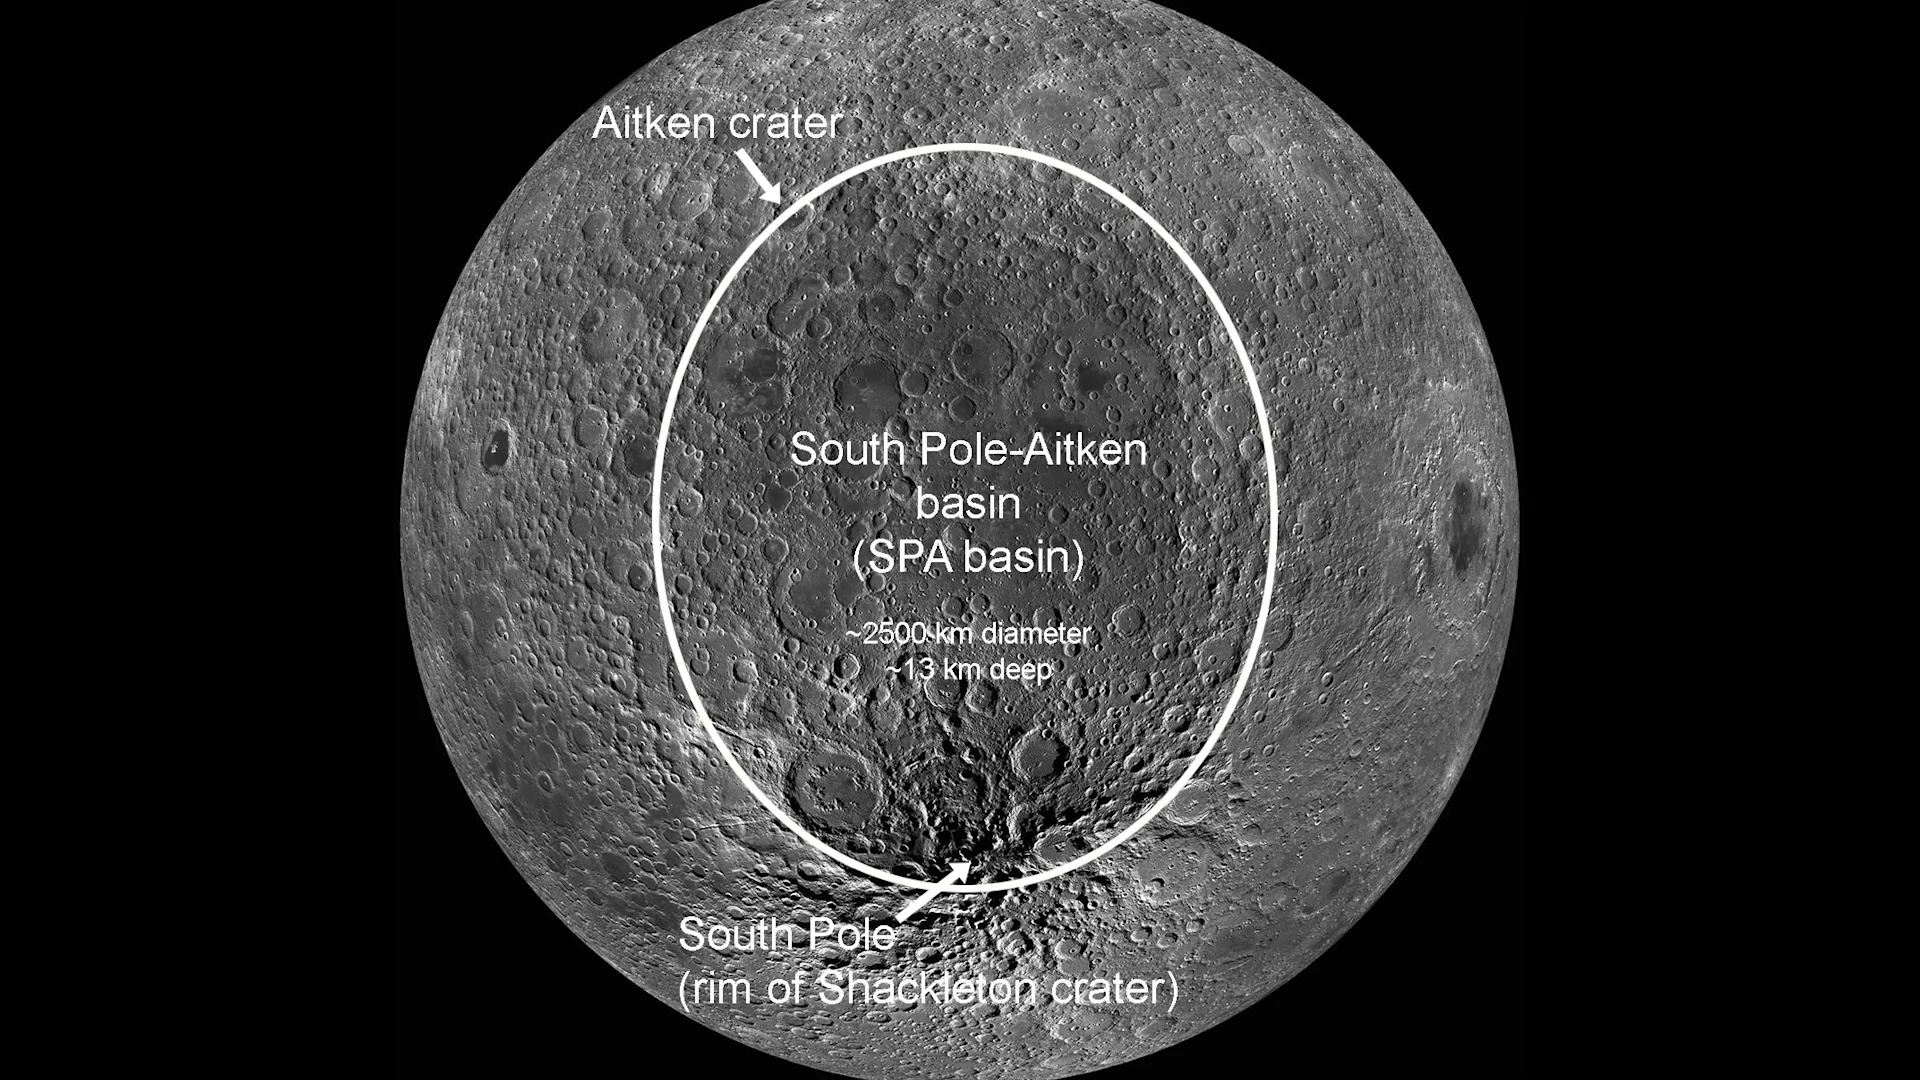 Aitken crater
South Pole-Aitken
basin
(SPA basin)
~2500 km diameter
~13 km deep
South Pole
(rim of Shackleton crater)